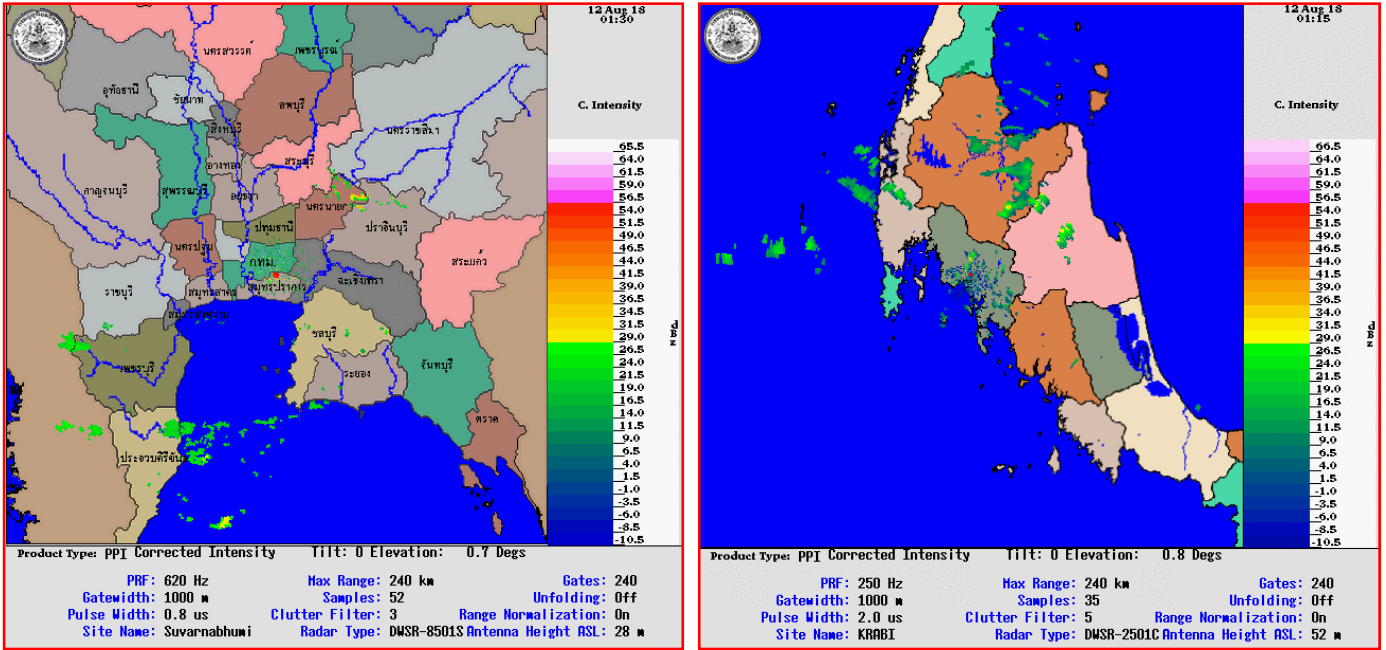 12 Aug 18
01:30
C. Intensity
65.5
64.0
61.5
59.0
56.5
54.0
51.5
49.0
46.5
44.0
41.5
39.0
36.5
34.0
31.5
29.0
26.5
24.0
21.5
19.0
16.5
14.0
11.5
9.0
6.5
4.0
1.5
-1.0
-3.5
-6.0
-8.5
-10.5
นครสวรรค์
เพชรบูรณ์
อุทัยธานี
ชัยนาท
ลพบุรี
สิงหบุรี
นครราชสีมา
อ่างทอง
สระบุรี
กาญจนบุรี
สุพรรณบุรี
อยุธยา
นครนายก
ปราจีนบุรี
ปทุมธานี
นครปฐม
กทม.
สระแก้ว
ฉะเชิงเทรา
ราชบุรี
สมุทรสาคร
สมุทรปราการ
สมุทรสงคราม
ชลบุรี
เพชรบุรี
ระยอง
จันทบุรี
ตราด
ประจวบคีรีขันธ์
Product Type: PPI Corrected Intensity Tilt: 0 Elevation: 0.7 Degs
PRF: 620 Hz Max Range: 240 km Gates: 240
Gatewidth: 1000 m Samples: 52 Unfolding: Off
Pulse Width: 0.8 us Clutter Filter: 3 Range Normalization: On
Site Name: Suvarnabhumi Radar Type: DWSR-8501S Antenna Height ASL: 28 m
12 Aug 18
01:15
C. Intensity
66.5
64.0
61.5
59.0
56.5
54.0
51.5
49.0
46.5
44.0
41.5
39.0
36.5
34.0
31.5
29.0
26.5
24.0
21.5
19.0
16.5
14.0
11.5
9.0
6.5
4.0
1.5
-1.0
-3.5
-6.0
-8.5
-10.5
Product Type: PPI Corrected Intensity Tilt: 0 Elevation: 0.8 Degs
PRF: 250 Hz Max Range: 240 km Gates: 240
Gatewidth: 1000 m Samples: 35 Unfolding: Off
Pulse Width: 2.0 us Clutter Filter: 5 Range Normalization: On
Site Name: KRABI Radar Type: DWSR-2501C Antenna Height ASL: 52 m